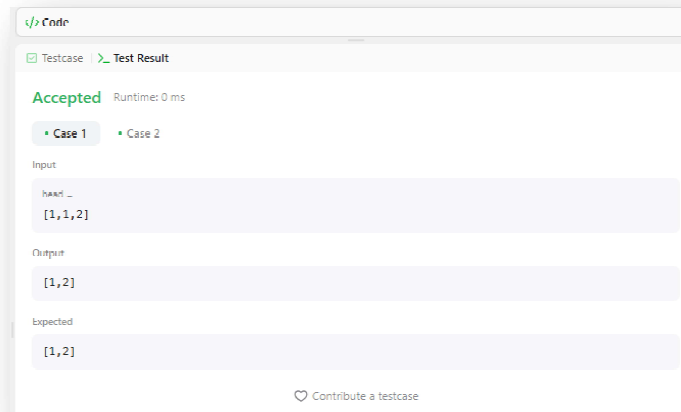 </> Code
Testcase >_ Test Result
Accepted Runtime: 0 ms
• Case 1 • Case 2
Input
head =
[1,1,2]
Output
[1,2]
Expected
[1,2]
Contribute a testcase